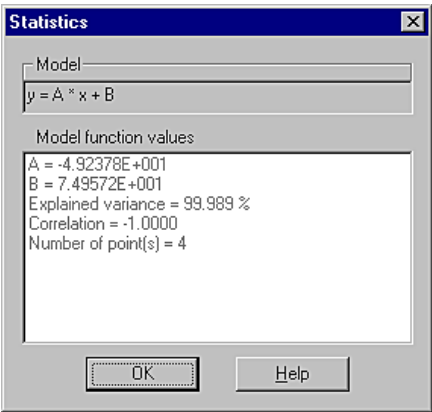 Statistics
Model
y = A * x + B
Model function values
A = -4.92378E+001
B = 7.49572E+001
Explained variance = 99.989 %
Correlation = -1.0000
Number of point(s) = 4
OK
Help